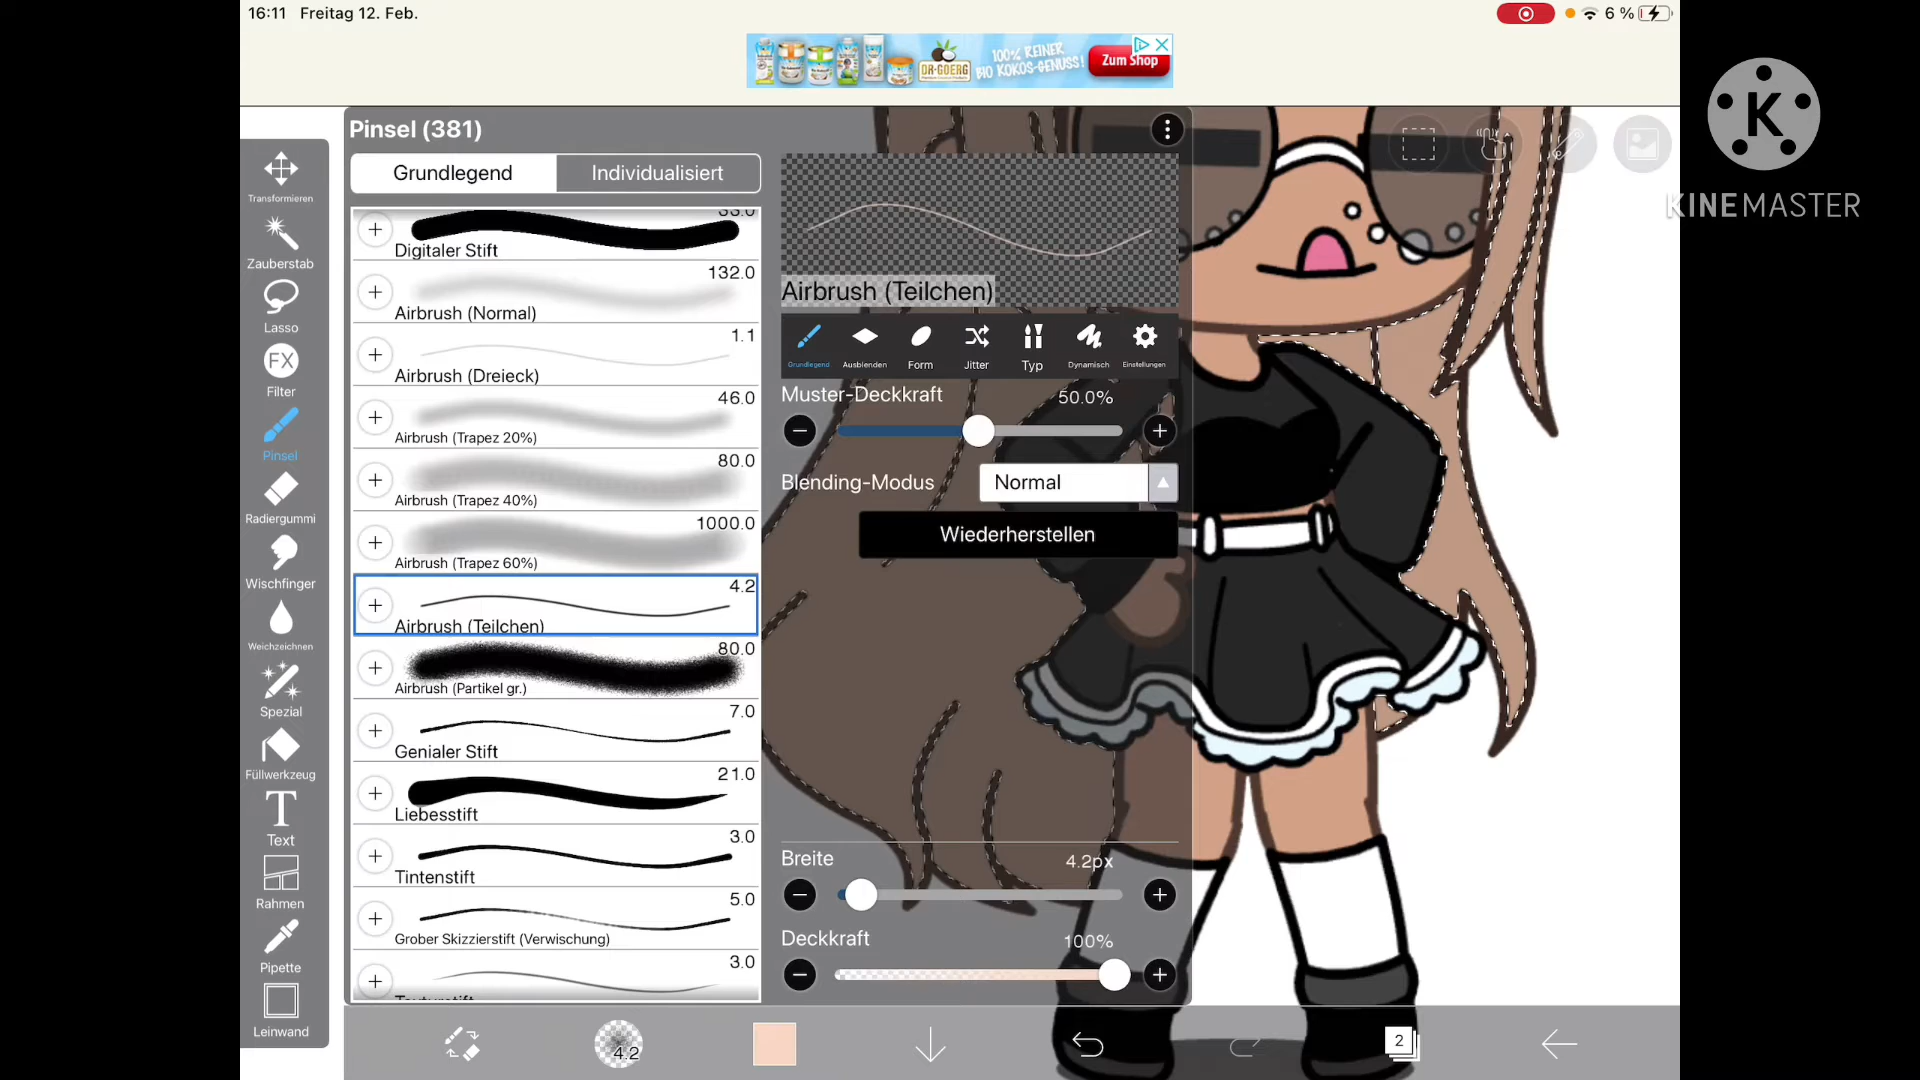 16:11 Freitag 12. Feb.
6 %
DR·GOERG
100% REINER
BIO KOKOS-GENUSS!
Zum Shop
K
KINEMASTER
Pinsel (381)
Grundlegend
Individualisiert
Transformieren
Zauberstab
Lasso
FX
Filter
Pinsel
Radiergummi
Wischfinger
Weichzeichnen
Spezial
Füllwerkzeug
T
Text
Rahmen
Pipette
Leinwand
33.0
Digitaler Stift
132.0
Airbrush (Normal)
1.1
Airbrush (Dreieck)
46.0
Airbrush (Trapez 20%)
80.0
Airbrush (Trapez 40%)
1000.0
Airbrush (Trapez 60%)
4.2
Airbrush (Teilchen)
80.0
Airbrush (Partikel gr.)
7.0
Genialer Stift
21.0
Liebesstift
3.0
Tintenstift
5.0
Grober Skizzierstift (Verwischung)
3.0
Airbrush (Teilchen)
Grundlegend
Ausblenden
Form
Jitter
Typ
Dynamisch
Einstellungen
Muster-Deckkraft
50.0%
Blending-Modus
Normal
Wiederherstellen
Breite
4.2px
Deckkraft
100%
4.2
2